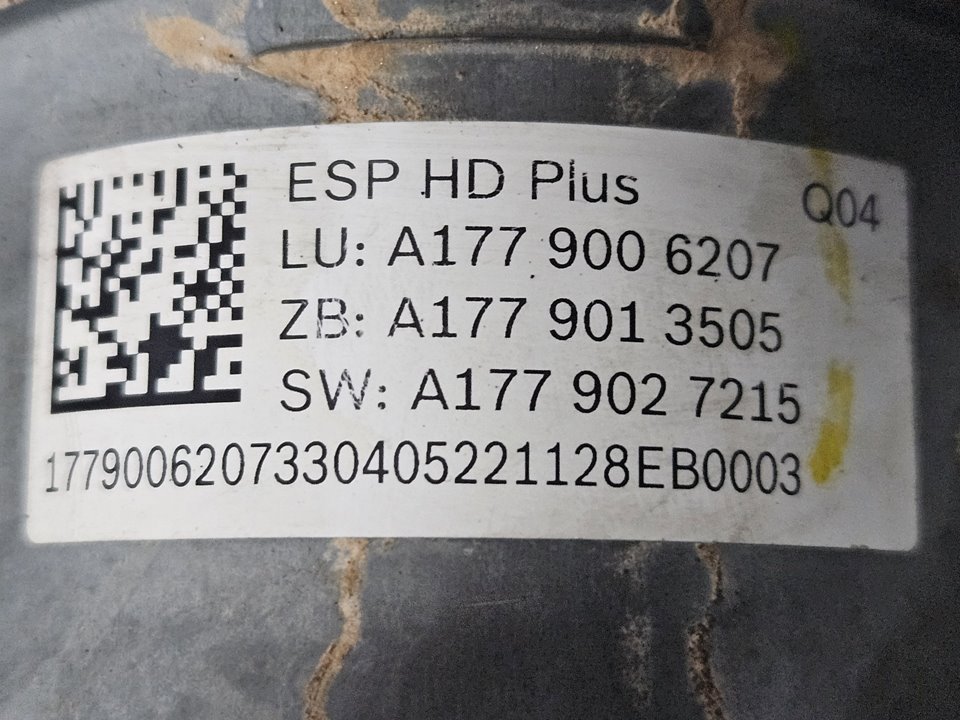 ESP HD Plus
Q04
LU: A177 900 6207
ZB: A177 901 3505
SW: A177 902 7215
1779006207330405221128EB0003